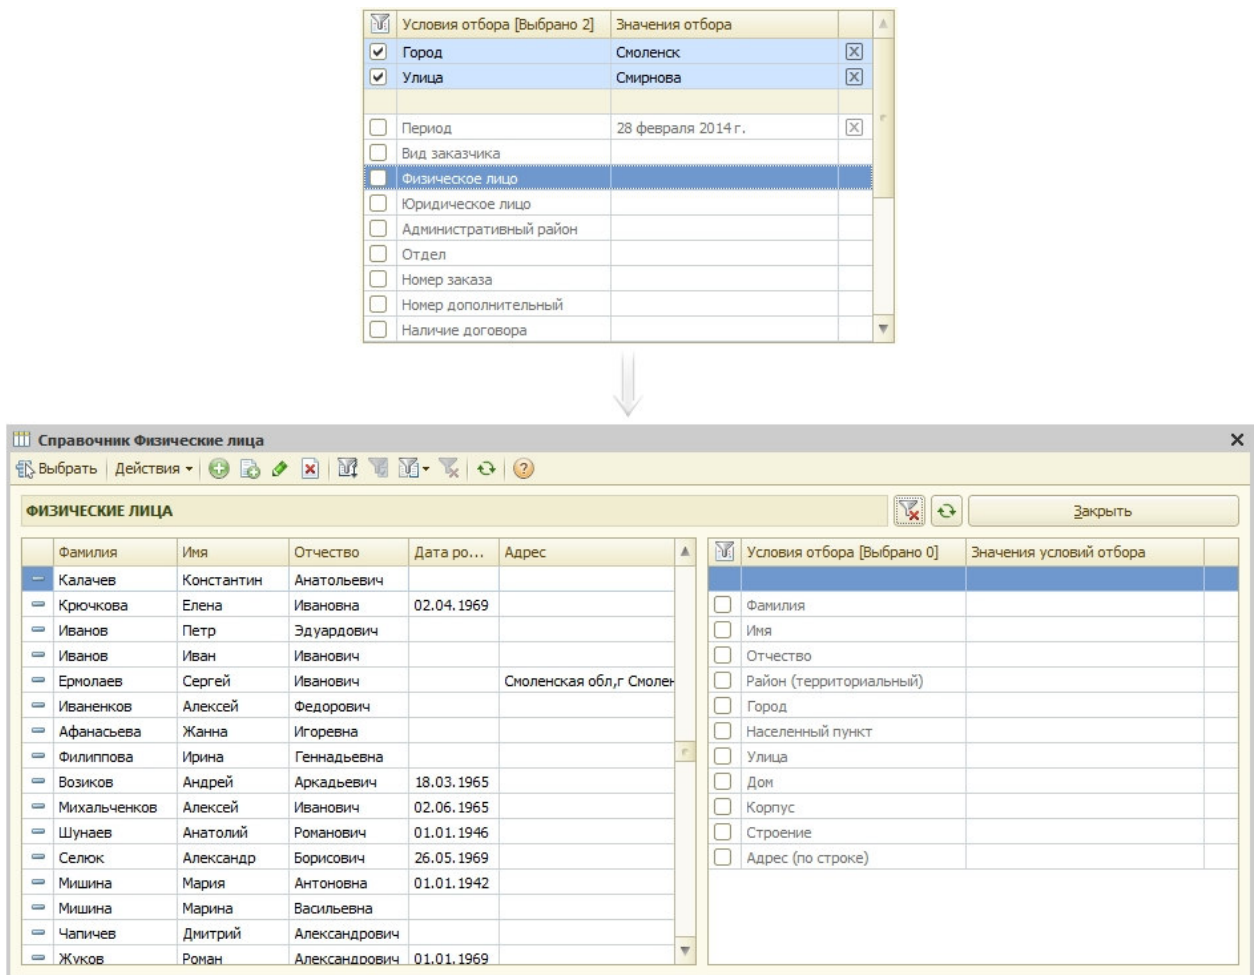 Условия отбора [Выбрано 2] Значения отбора
Город Смоленск
Улица Смирнова
Период 28 февраля 2014 г.
Вид заказчика
Физическое лицо
Юридическое лицо
Административный район
Отдел
Номер заказа
Номер дополнительный
Наличие договора
Справочник Физические лица
Выбрать Действия
ФИЗИЧЕСКИЕ ЛИЦА Закрыть
Фамилия Имя Отчество Дата ро... Адрес Условия отбора [Выбрано 0] Значения условий отбора
Калачев Константин Анатольевич
Крючкова Елена Ивановна 02.04.1969 Фамилия
Иванов Петр Эдуардович Имя
Иванов Иван Иванович Отчество
Ермолаев Сергей Иванович Смоленская обл,г Смолен Район (территориальный)
Иваненков Алексей Федорович Город
Афанасьева Жанна Игоревна Населенный пункт
Филиппова Ирина Геннадьевна Улица
Возиков Андрей Аркадьевич 18.03.1965 Дом
Михальченков Алексей Иванович 02.06.1965 Корпус
Шунаев Анатолий Романович 01.01.1946 Строение
Селюк Александр Борисович 26.05.1969 Адрес (по строке)
Мишина Мария Антоновна 01.01.1942
Мишина Марина Васильевна
Чапичев Дмитрий Александрович
Жуков Роман Александрович 01.01.1969